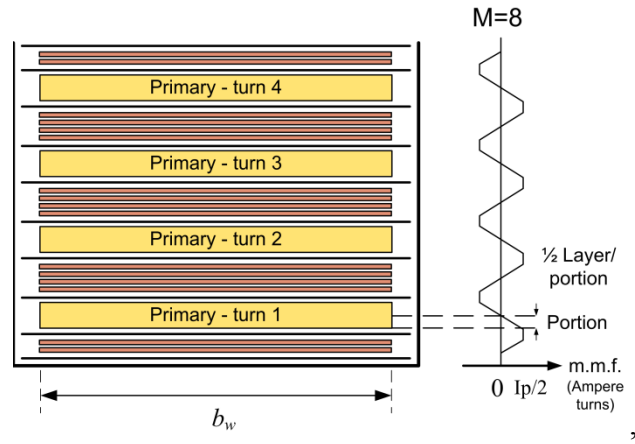 M=8
Primary - turn 4
Primary - turn 3
Primary - turn 2
½ Layer/
portion
Primary - turn 1
Portion
m.m.f.
0 Ip/2
(Ampere
turns)
b_w
,